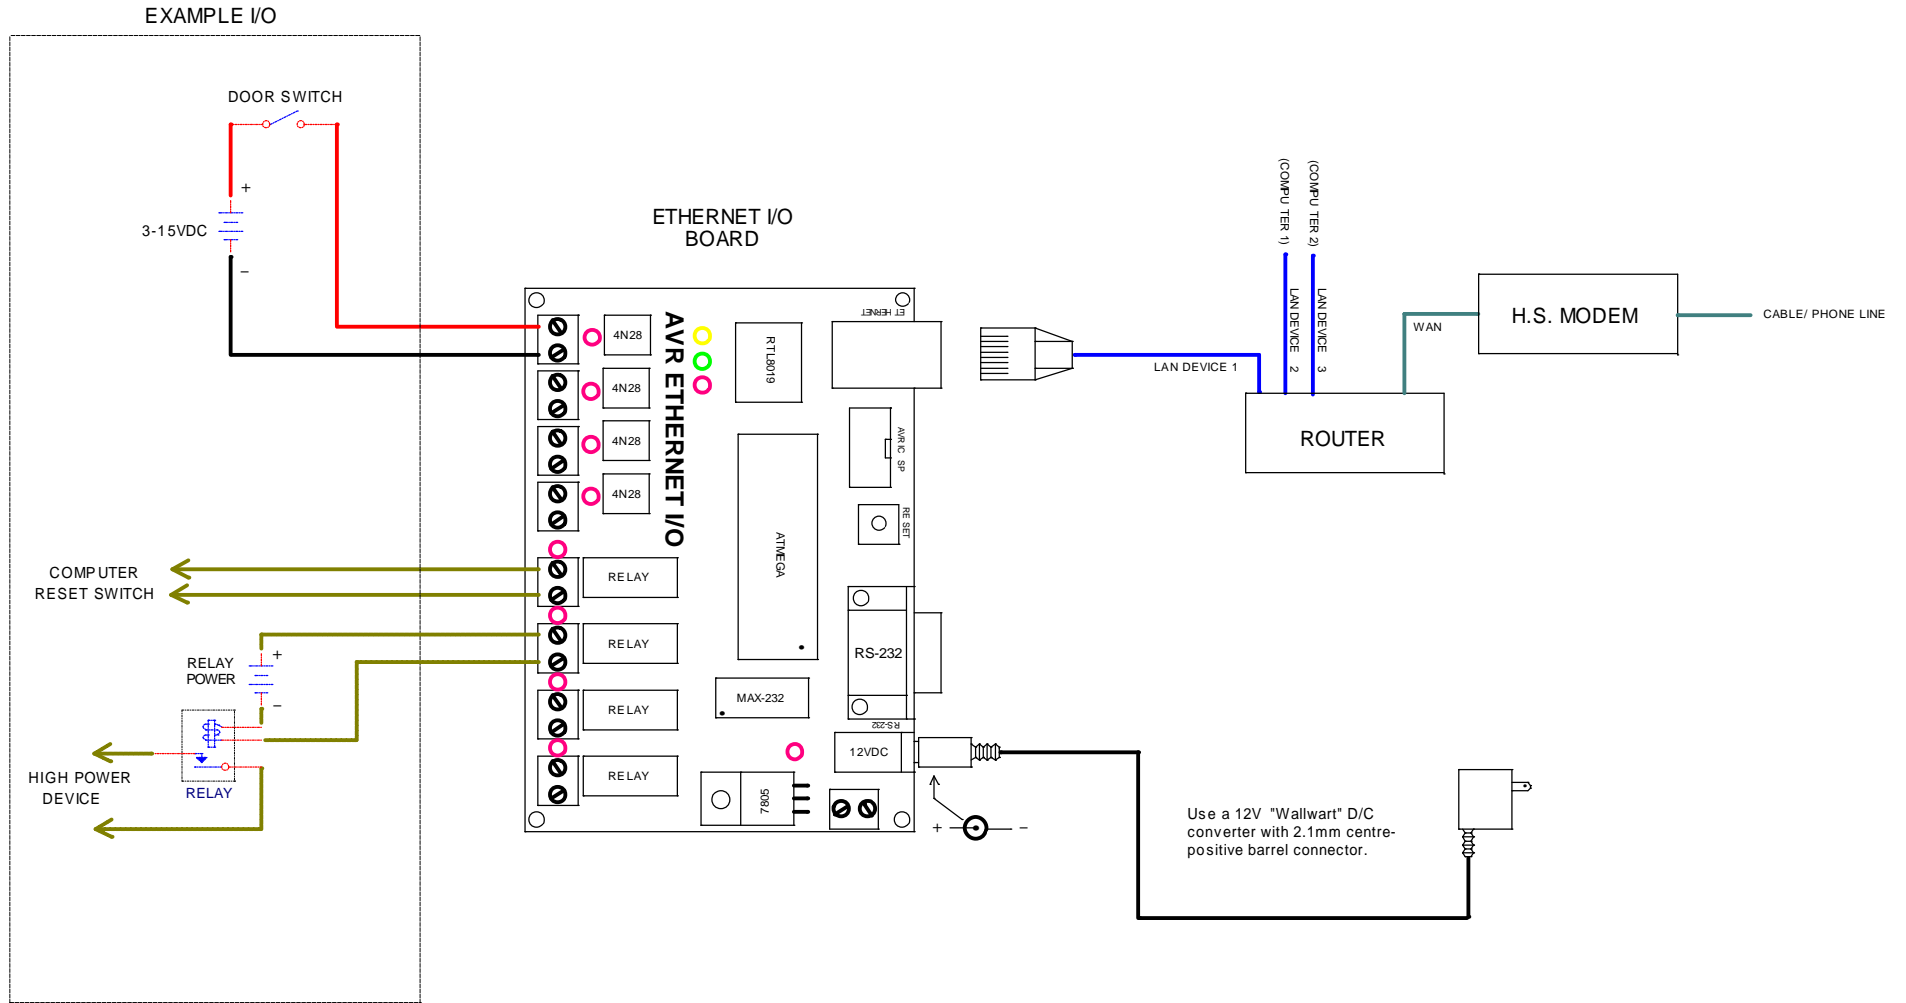 EXAMPLE I/O
DOOR SWITCH
+
3-15VDC
–
COMPUTER
RESET SWITCH
RELAY
POWER
+
–
HIGH POWER
DEVICE
RELAY
ETHERNET I/O
BOARD
ETHERNET
4N28
4N28
4N28
4N28
AVR ETHERNET I/O
RTL8019
AVR IC SP
RESET
ATMEGA
RELAY
RELAY
RELAY
RELAY
MAX-232
RS-232
RS-232
12VDC
7805
+ –
LAN DEVICE 1
(COMPUTER 1)
LAN DEVICE 2
(COMPUTER 2)
LAN DEVICE 3
ROUTER
WAN
H.S. MODEM
CABLE/ PHONE LINE
Use a 12V "Wallwart" D/C
converter with 2.1mm centre-
positive barrel connector.